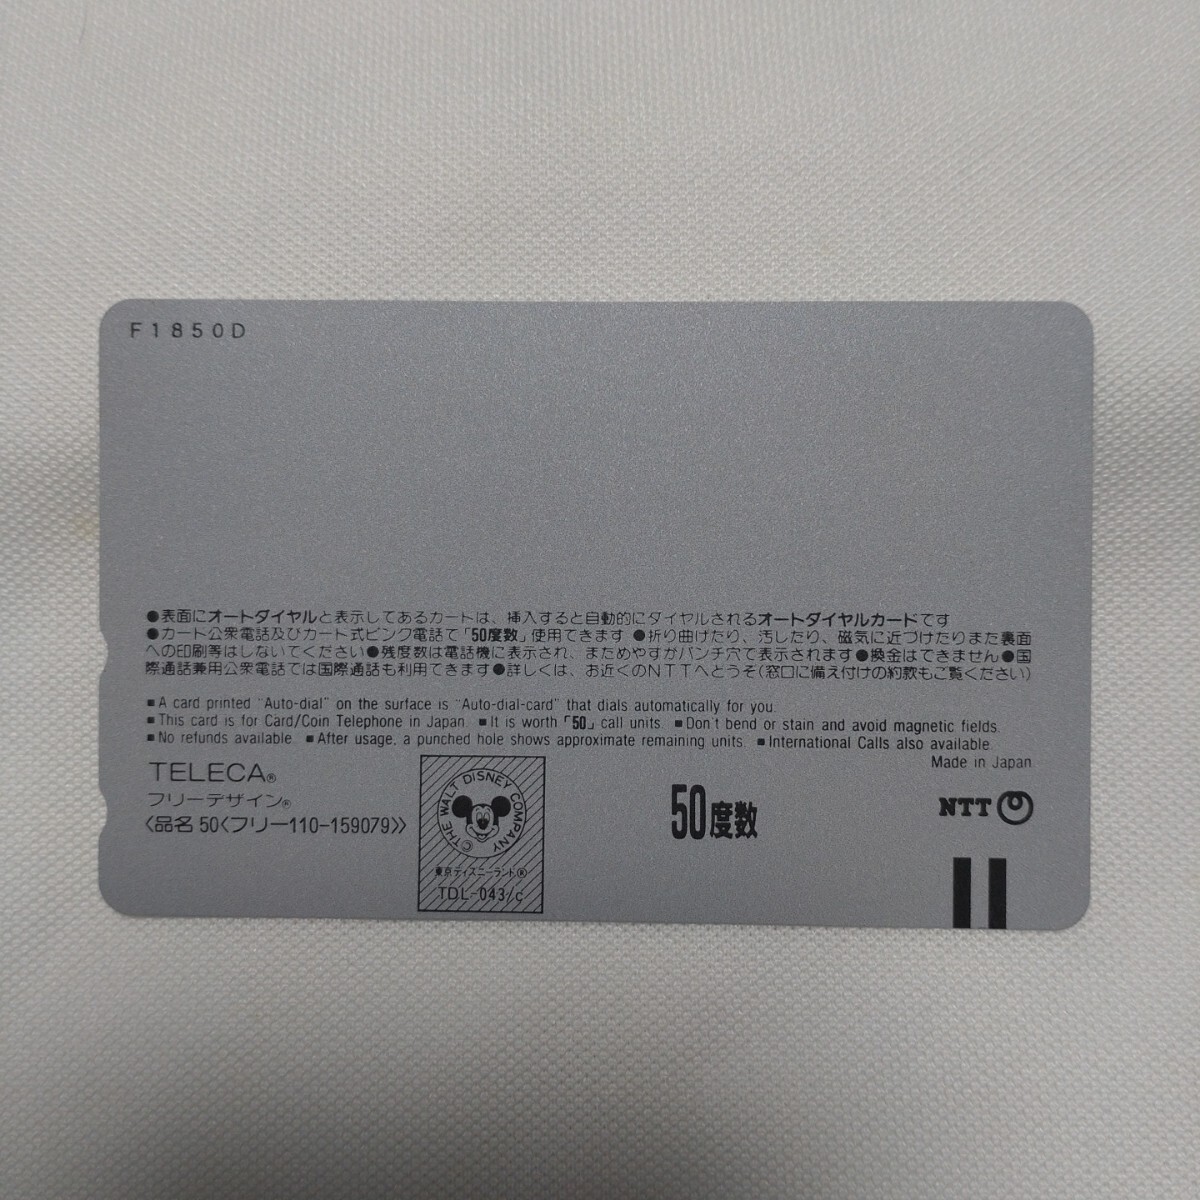 F1850D
●表面にオートダイヤルと表示してあるカードは、挿入すると自動的にダイヤルされるオートダイヤルカードです
●カード公衆電話及びカード式ピンク電話で「50度数」使用できます ●折り曲げたり、汚したり、磁気に近づけたりまた裏面
への印刷等はしないでください●残度数は電話機に表示され、まためやすがパンチ穴で表示されます●換金はできません●国
際通話兼用公衆電話では国際通話も利用できます●詳しくは、お近くのNTTへどうぞ(窓口に備え付けの約款もご覧ください)
■A card printed "Auto-dial" on the surface is "Auto-dial-card" that dials automatically for you.
■This card is for Card/Coin Telephone in Japan. ■It is worth「50」call units. ■Don't bend or stain and avoid magnetic fields.
■No refunds available. ■After usage, a punched hole shows approximate remaining units. ■International Calls also available.
Made in Japan.
TELECA®
フリーデザイン®
〈品名 50〈フリー110-159079〉〉
©THE WALT DISNEY COMPANY
東京ディズニーランド®
TDL-043/c
50度数
NTT